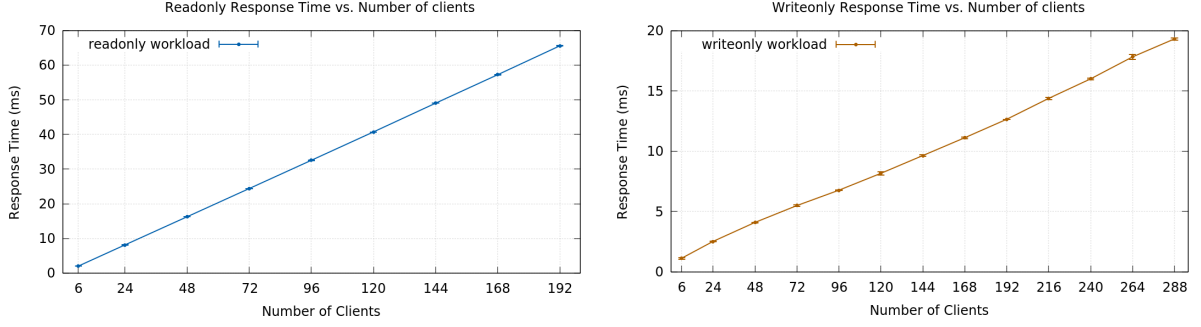 Readonly Response Time vs. Number of clients
70
60
50
40
30
20
10
0
Response Time (ms)
readonly workload
6 24 48 72 96 120 144 168 192
Number of Clients
Writeonly Response Time vs. Number of clients
20
15
10
5
0
Response Time (ms)
writeonly workload
6 24 48 72 96 120 144 168 192 216 240 264 288
Number of Clients